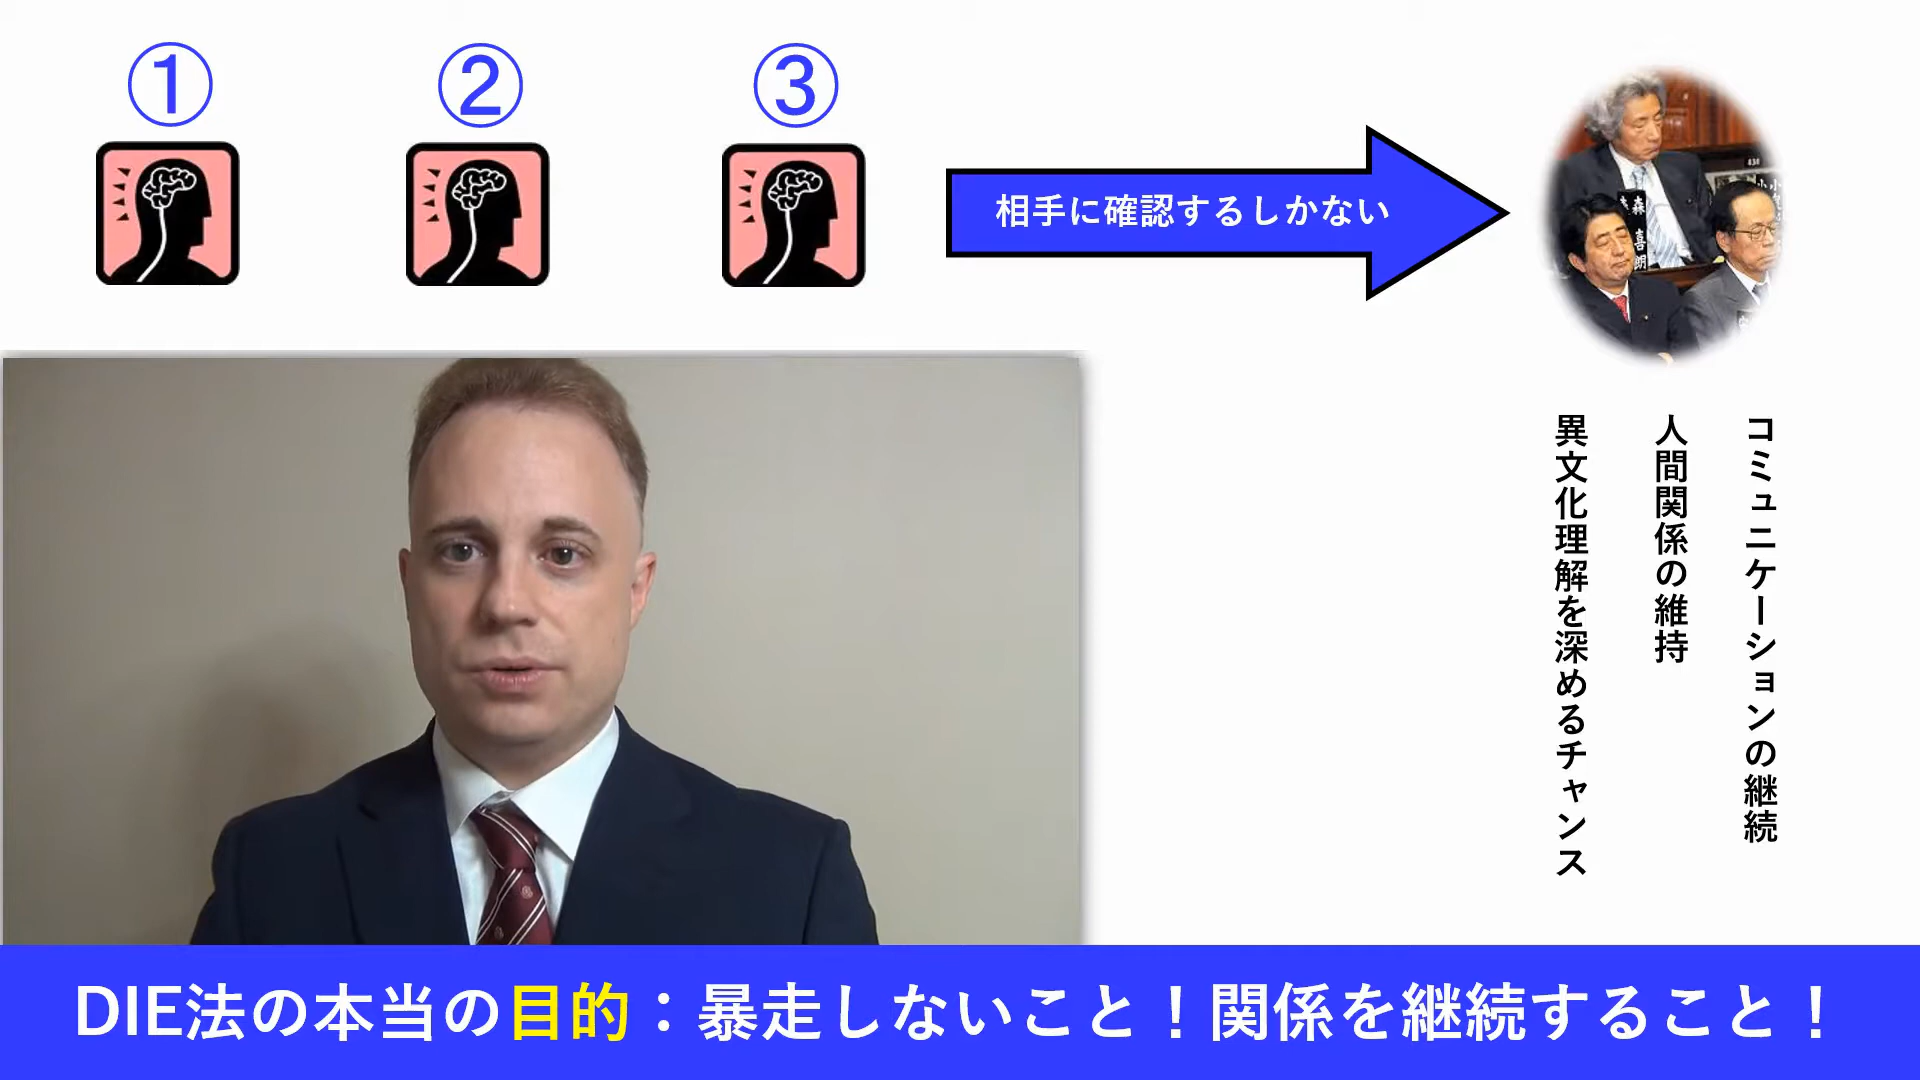 ① ② ③
相手に確認するしかない
森
喜
朗
コミュニケーションの継続
人間関係の維持
異文化理解を深めるチャンス
DIE法の本当の目的：暴走しないこと！関係を継続すること！